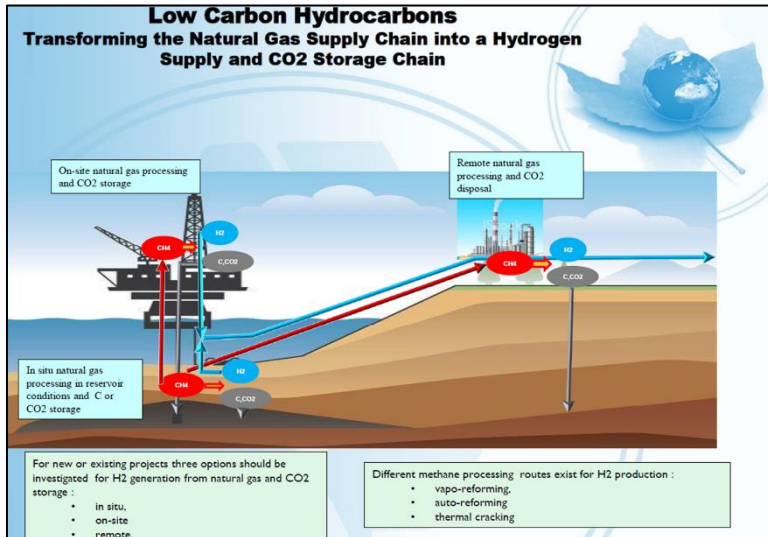 Low Carbon Hydrocarbons
Transforming the Natural Gas Supply Chain into a Hydrogen
Supply and CO2 Storage Chain
On-site natural gas processing
and CO2 storage
Remote natural gas
processing and CO2
disposal
CH4
H2
C,CO2
CH4
H2
C,CO2
In situ natural gas
processing in reservoir
conditions and C or
CO2 storage
CH4
H2
C,CO2
For new or existing projects three options should be
investigated for H2 generation from natural gas and CO2
storage :
• in situ,
• on-site
• remote
Different methane processing routes exist for H2 production :
• vapo-reforming,
• auto-reforming
• thermal cracking